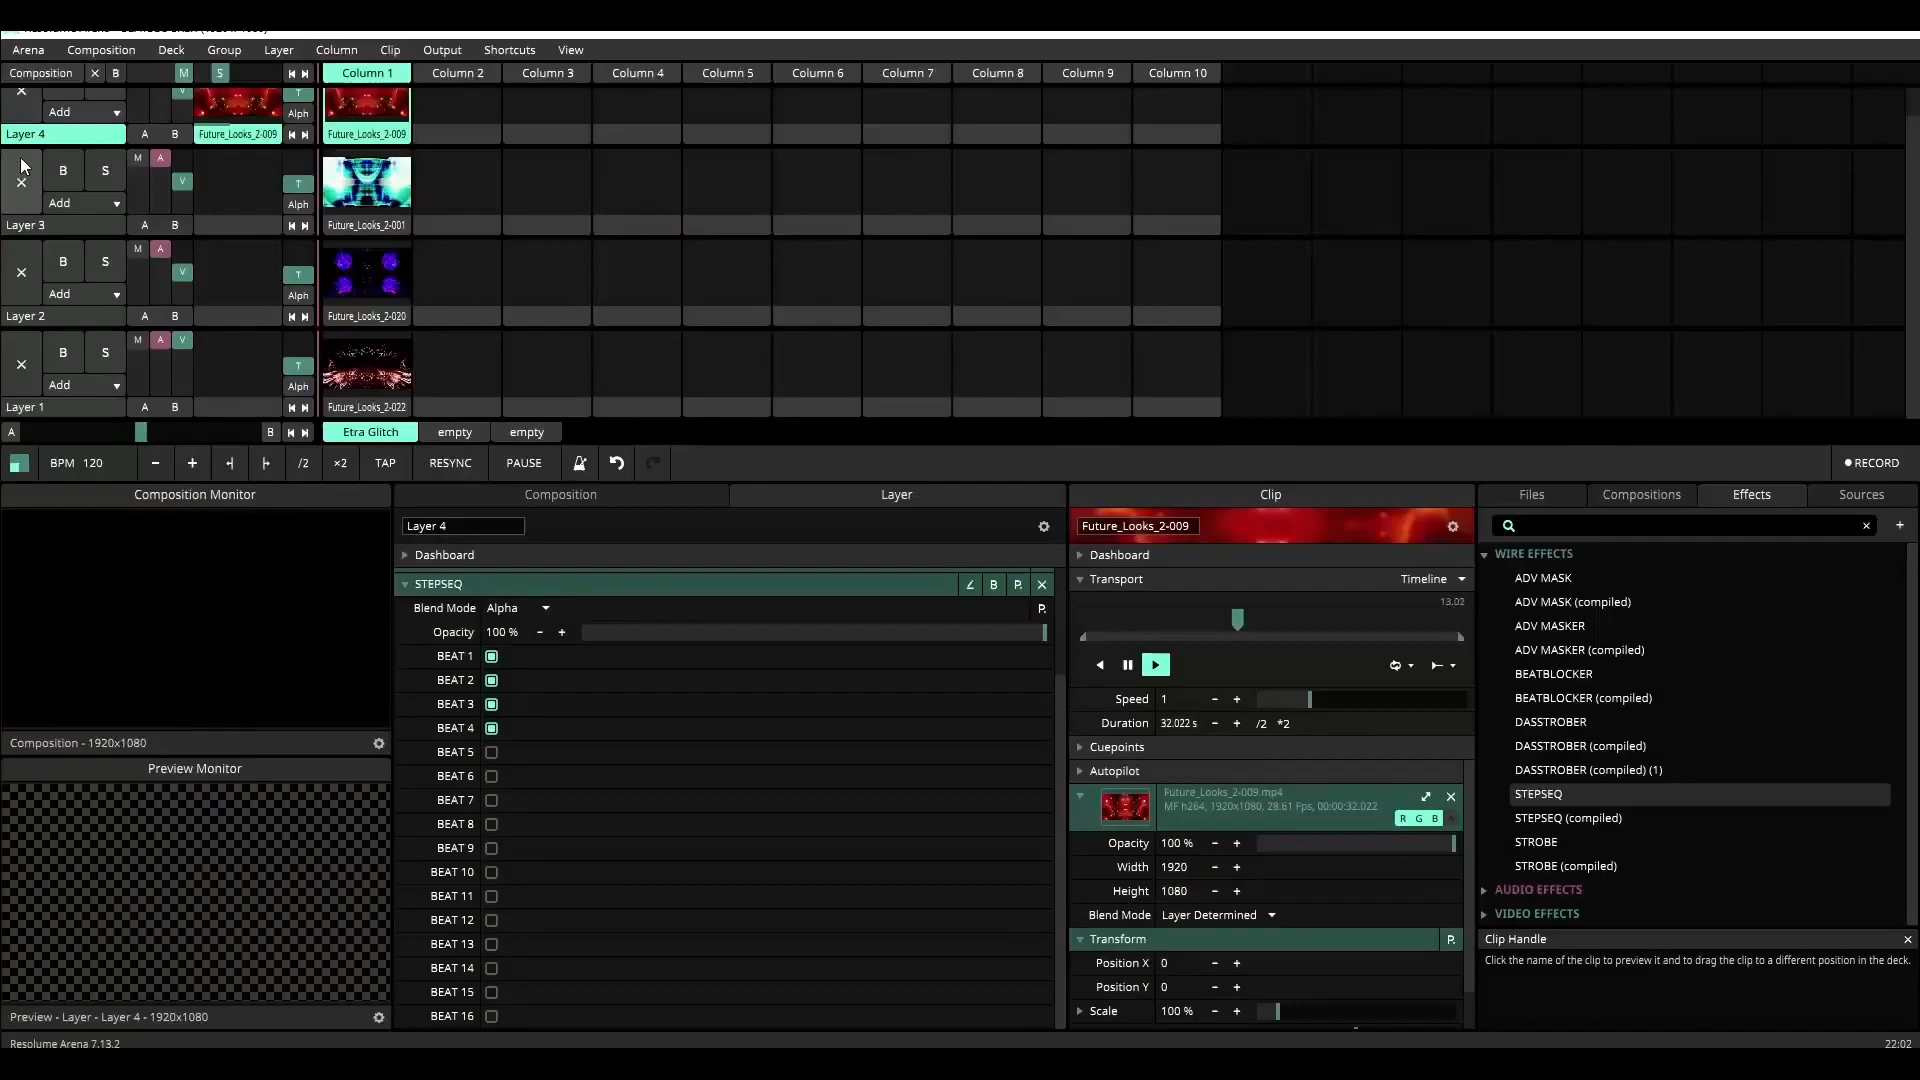 Arena Composition Deck Group Layer Column Clip Output Shortcuts View
Composition × B M S Column 1 Column 2 Column 3 Column 4 Column 5 Column 6 Column 7 Column 8 Column 9 Column 10
Add V T
Alph
Layer 4 A B Future_Looks_2-009 Future_Looks_2-009
B S M A V T
Add Alph
Layer 3 A B Future_Looks_2-001
B S M A V T
Add Alph
Layer 2 A B Future_Looks_2-020
B S M A V T
Add Alph
Layer 1 A B Future_Looks_2-022
A B Etra Glitch empty empty
BPM 120 - + /2 ×2 TAP RESYNC PAUSE RECORD
Composition Monitor
Composition - 1920x1080
Preview Monitor
Preview - Layer - Layer 4 - 1920x1080
Composition Layer
Layer 4
Dashboard
STEPSEQ B P.
Blend Mode Alpha P.
Opacity 100 % - +
BEAT 1
BEAT 2
BEAT 3
BEAT 4
BEAT 5
BEAT 6
BEAT 7
BEAT 8
BEAT 9
BEAT 10
BEAT 11
BEAT 12
BEAT 13
BEAT 14
BEAT 15
BEAT 16
Clip
Future_Looks_2-009
Dashboard
Transport Timeline
13.02
Speed 1 - +
Duration 32.022 s - + /2 *2
Cuepoints
Autopilot
Future_Looks_2-009.mp4
MF h264, 1920x1080, 28.61 Fps, 00:00:32.022
R G B
Opacity 100 % - +
Width 1920 - +
Height 1080 - +
Blend Mode Layer Determined
Transform P.
Position X 0 - +
Position Y 0 - +
Scale 100 % - +
Files Compositions Effects Sources
WIRE EFFECTS
ADV MASK
ADV MASK (compiled)
ADV MASKER
ADV MASKER (compiled)
BEATBLOCKER
BEATBLOCKER (compiled)
DASSTROBER
DASSTROBER (compiled)
DASSTROBER (compiled) (1)
STEPSEQ
STEPSEQ (compiled)
STROBE
STROBE (compiled)
AUDIO EFFECTS
VIDEO EFFECTS
Clip Handle
Click the name of the clip to preview it and to drag the clip to a different position in the deck.
Resolume Arena 7.13.2 22:02